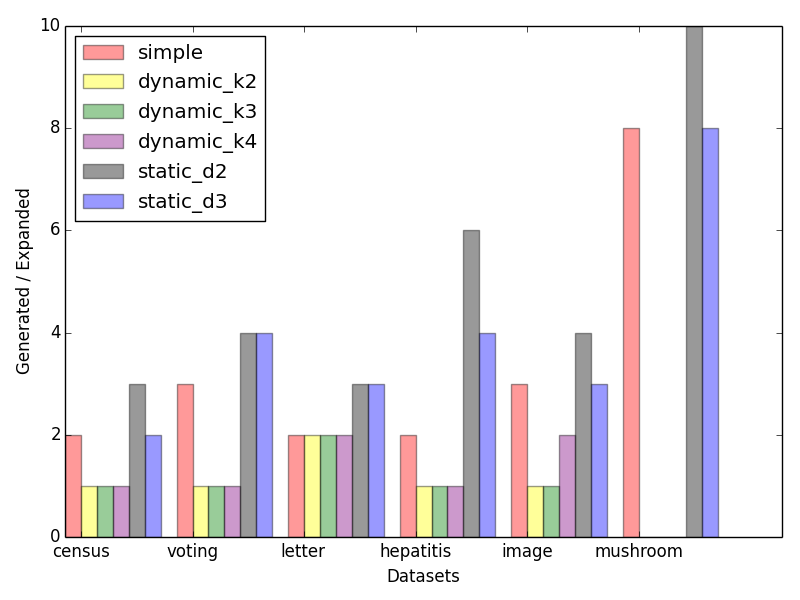 10
8
6
4
2
0
Generated / Expanded
simple
dynamic_k2
dynamic_k3
dynamic_k4
static_d2
static_d3
census voting letter hepatitis image mushroom
Datasets